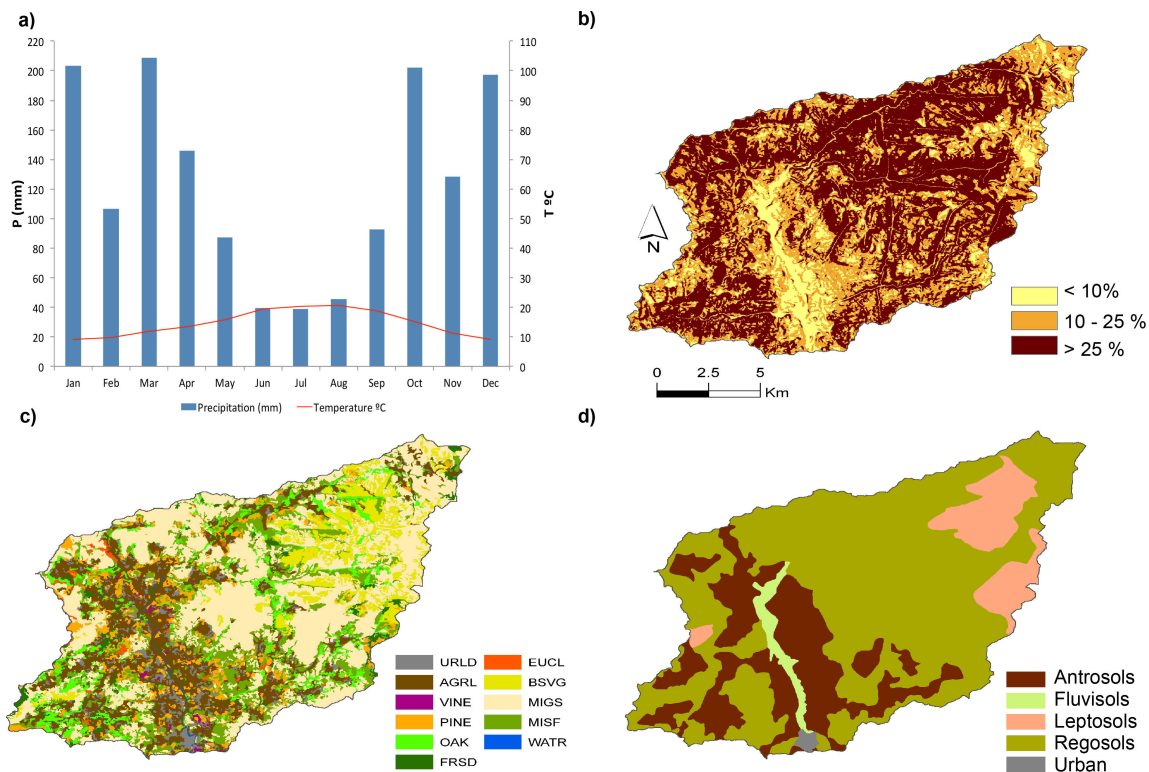 a)
P (mm)
220
200
180
160
140
120
100
80
60
40
20
0
110
100
90
80
70
60
50
40
30
20
10
0
T ºC
Jan Feb Mar Apr May Jun Jul Aug Sep Oct Nov Dec
Precipitation (mm) Temperature ºC
b)
N
< 10%
10 - 25 %
> 25 %
0 2.5 5
Km
c)
URLD EUCL
AGRL BSVG
VINE MIGS
PINE MISF
OAK WATR
FRSD
d)
Antrosols
Fluvisols
Leptosols
Regosols
Urban